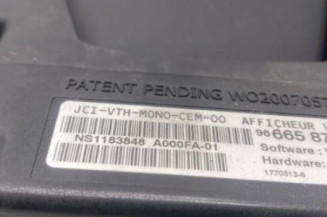 PATENT PENDING WO200705
JCI-VTH-MONO-CEM-00 AFFICHEUR
96 665 87
Software :
NS1183848 A000FA-01
Hardware:
1770513-6